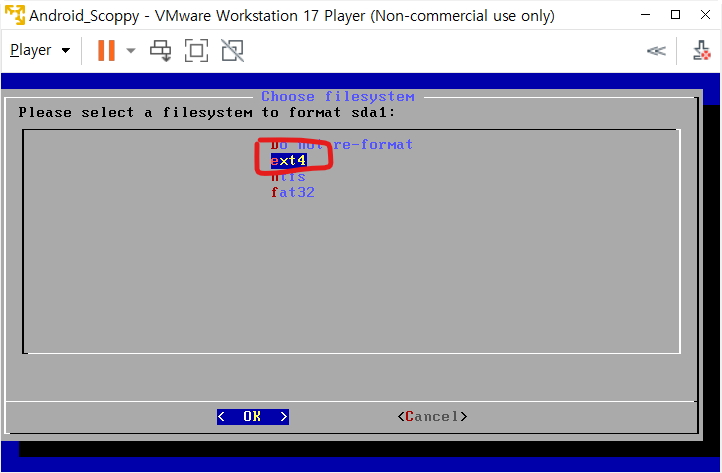 Android_Scoppy - VMware Workstation 17 Player (Non-commercial use only)
Player
Choose filesystem
Please select a filesystem to format sda1:
Do not re-format
ext4
ntfs
fat32
< OK > <Cancel>